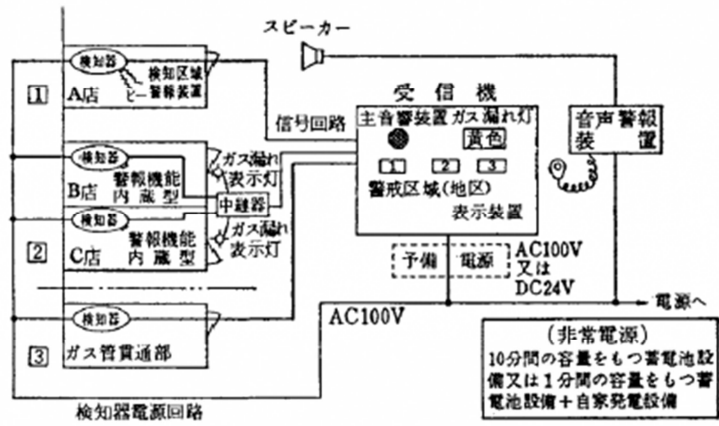 スピーカー
検知器
検知区域
警報装置
ピー
1
A店
信号回路
受信機
主音響装置 ガス漏れ灯
黄色
1 2 3
警戒区域(地区)
表示装置
音声警報
装置
検知器
ガス漏れ
表示灯
B店
警報機能
内蔵型
中継器
検知器
ガス漏れ
表示灯
2
C店
警報機能
内蔵型
予備電源
AC100V
又は
DC24V
電源へ
AC100V
検知器
3
ガス管貫通部
検知器電源回路
(非常電源)
10分間の容量をもつ蓄電池設
備又は1分間の容量をもつ蓄
電池設備+自家発電設備